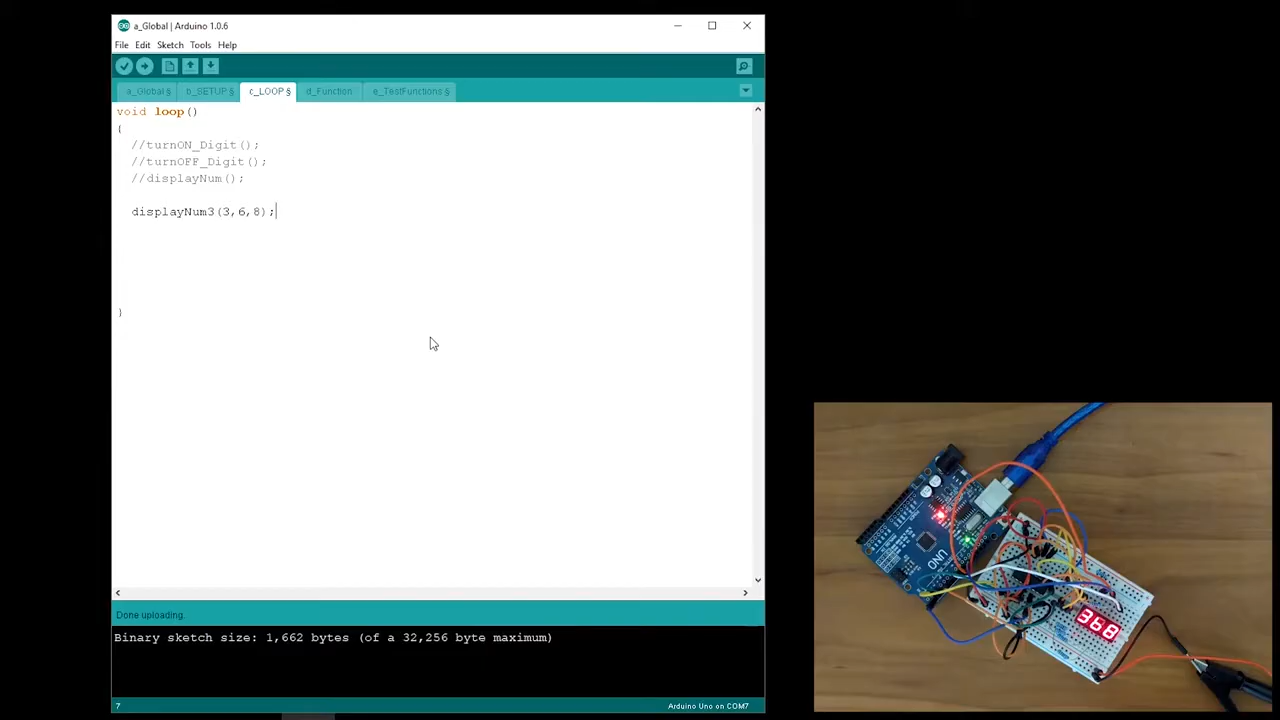 a_Global | Arduino 1.0.6
File Edit Sketch Tools Help
a_Global § b_SETUP § c_LOOP § d_Function e_TestFunctions §
void loop()
{
//turnON_Digit();
//turnOFF_Digit();
//displayNum();
displayNum3(3,6,8);
}
Done uploading.
Binary sketch size: 1,662 bytes (of a 32,256 byte maximum)
7 Arduino Uno on COM7
UNO
368